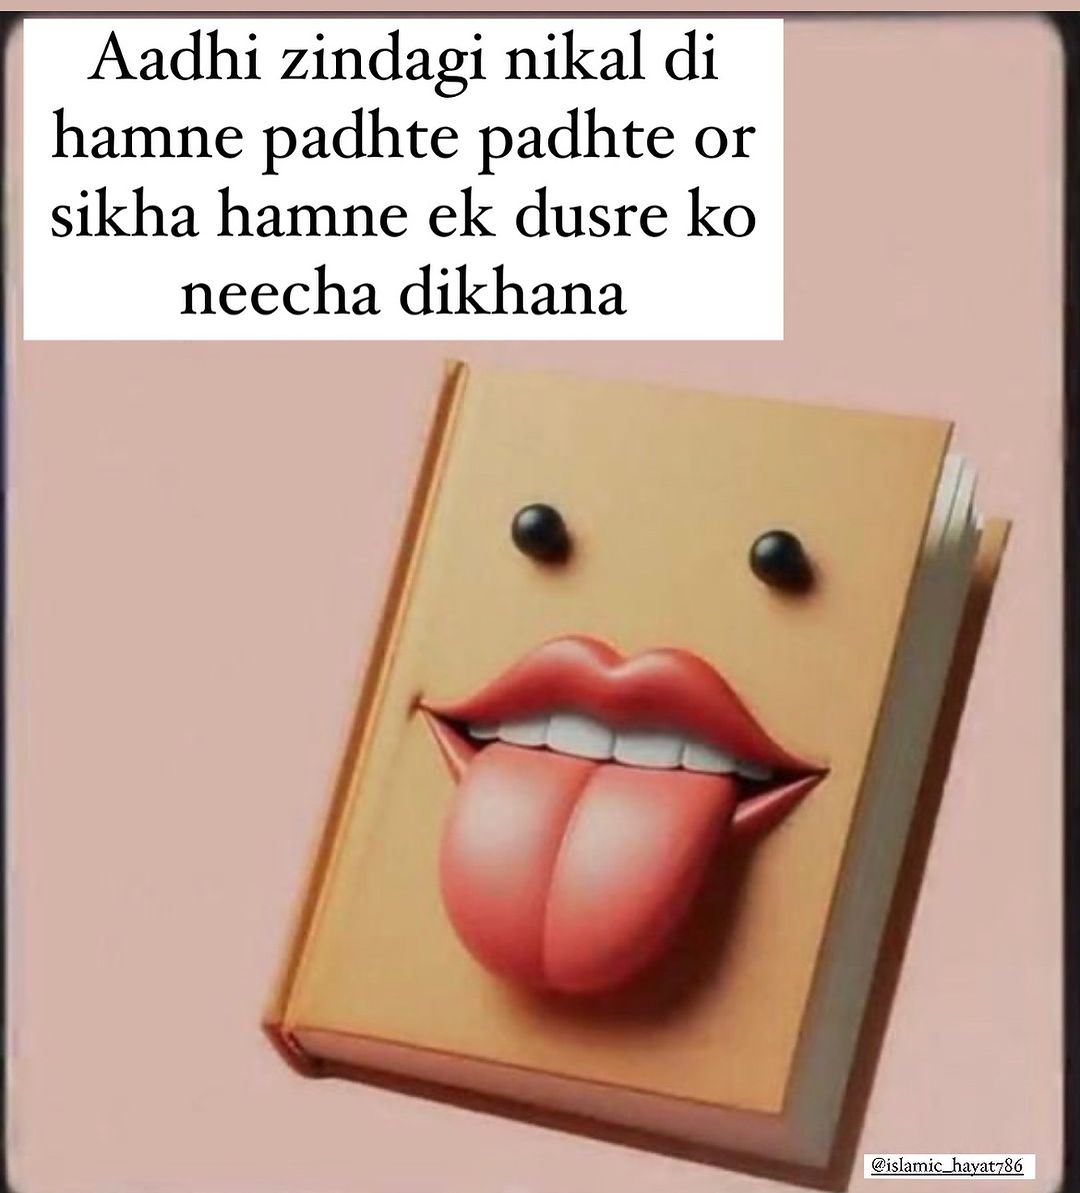 Aadhi zindagi nikal di
hamne padhte padhte or
sikha hamne ek dusre ko
neecha dikhana
@islamic_hayat786